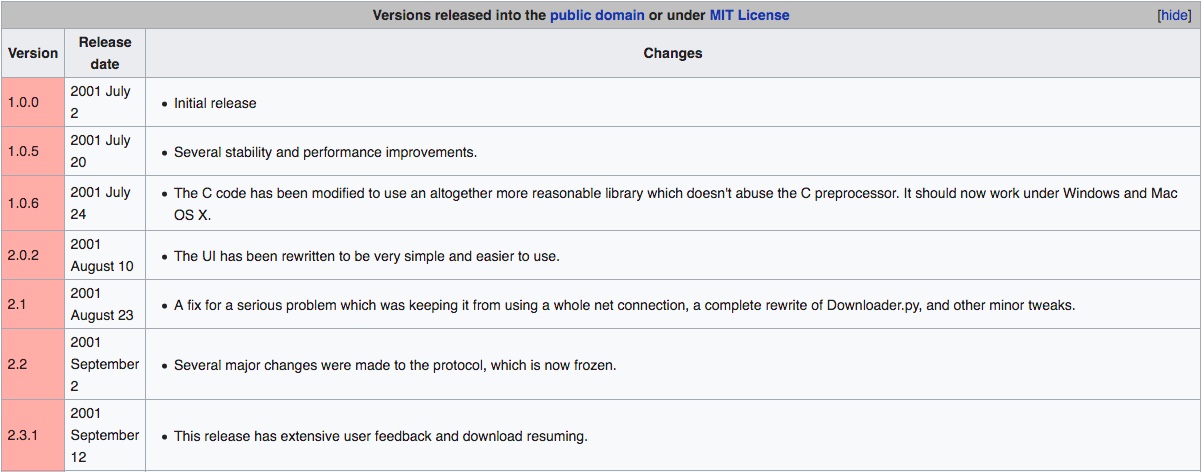 Versions released into the public domain or under MIT License [hide]
Version Release date Changes
1.0.0 2001 July 2 • Initial release
1.0.5 2001 July 20 • Several stability and performance improvements.
1.0.6 2001 July 24 • The C code has been modified to use an altogether more reasonable library which doesn't abuse the C preprocessor. It should now work under Windows and Mac
OS X.
2.0.2 2001 August 10 • The UI has been rewritten to be very simple and easier to use.
2.1 2001 August 23 • A fix for a serious problem which was keeping it from using a whole net connection, a complete rewrite of Downloader.py, and other minor tweaks.
2.2 2001 September 2 • Several major changes were made to the protocol, which is now frozen.
2.3.1 2001 September 12 • This release has extensive user feedback and download resuming.